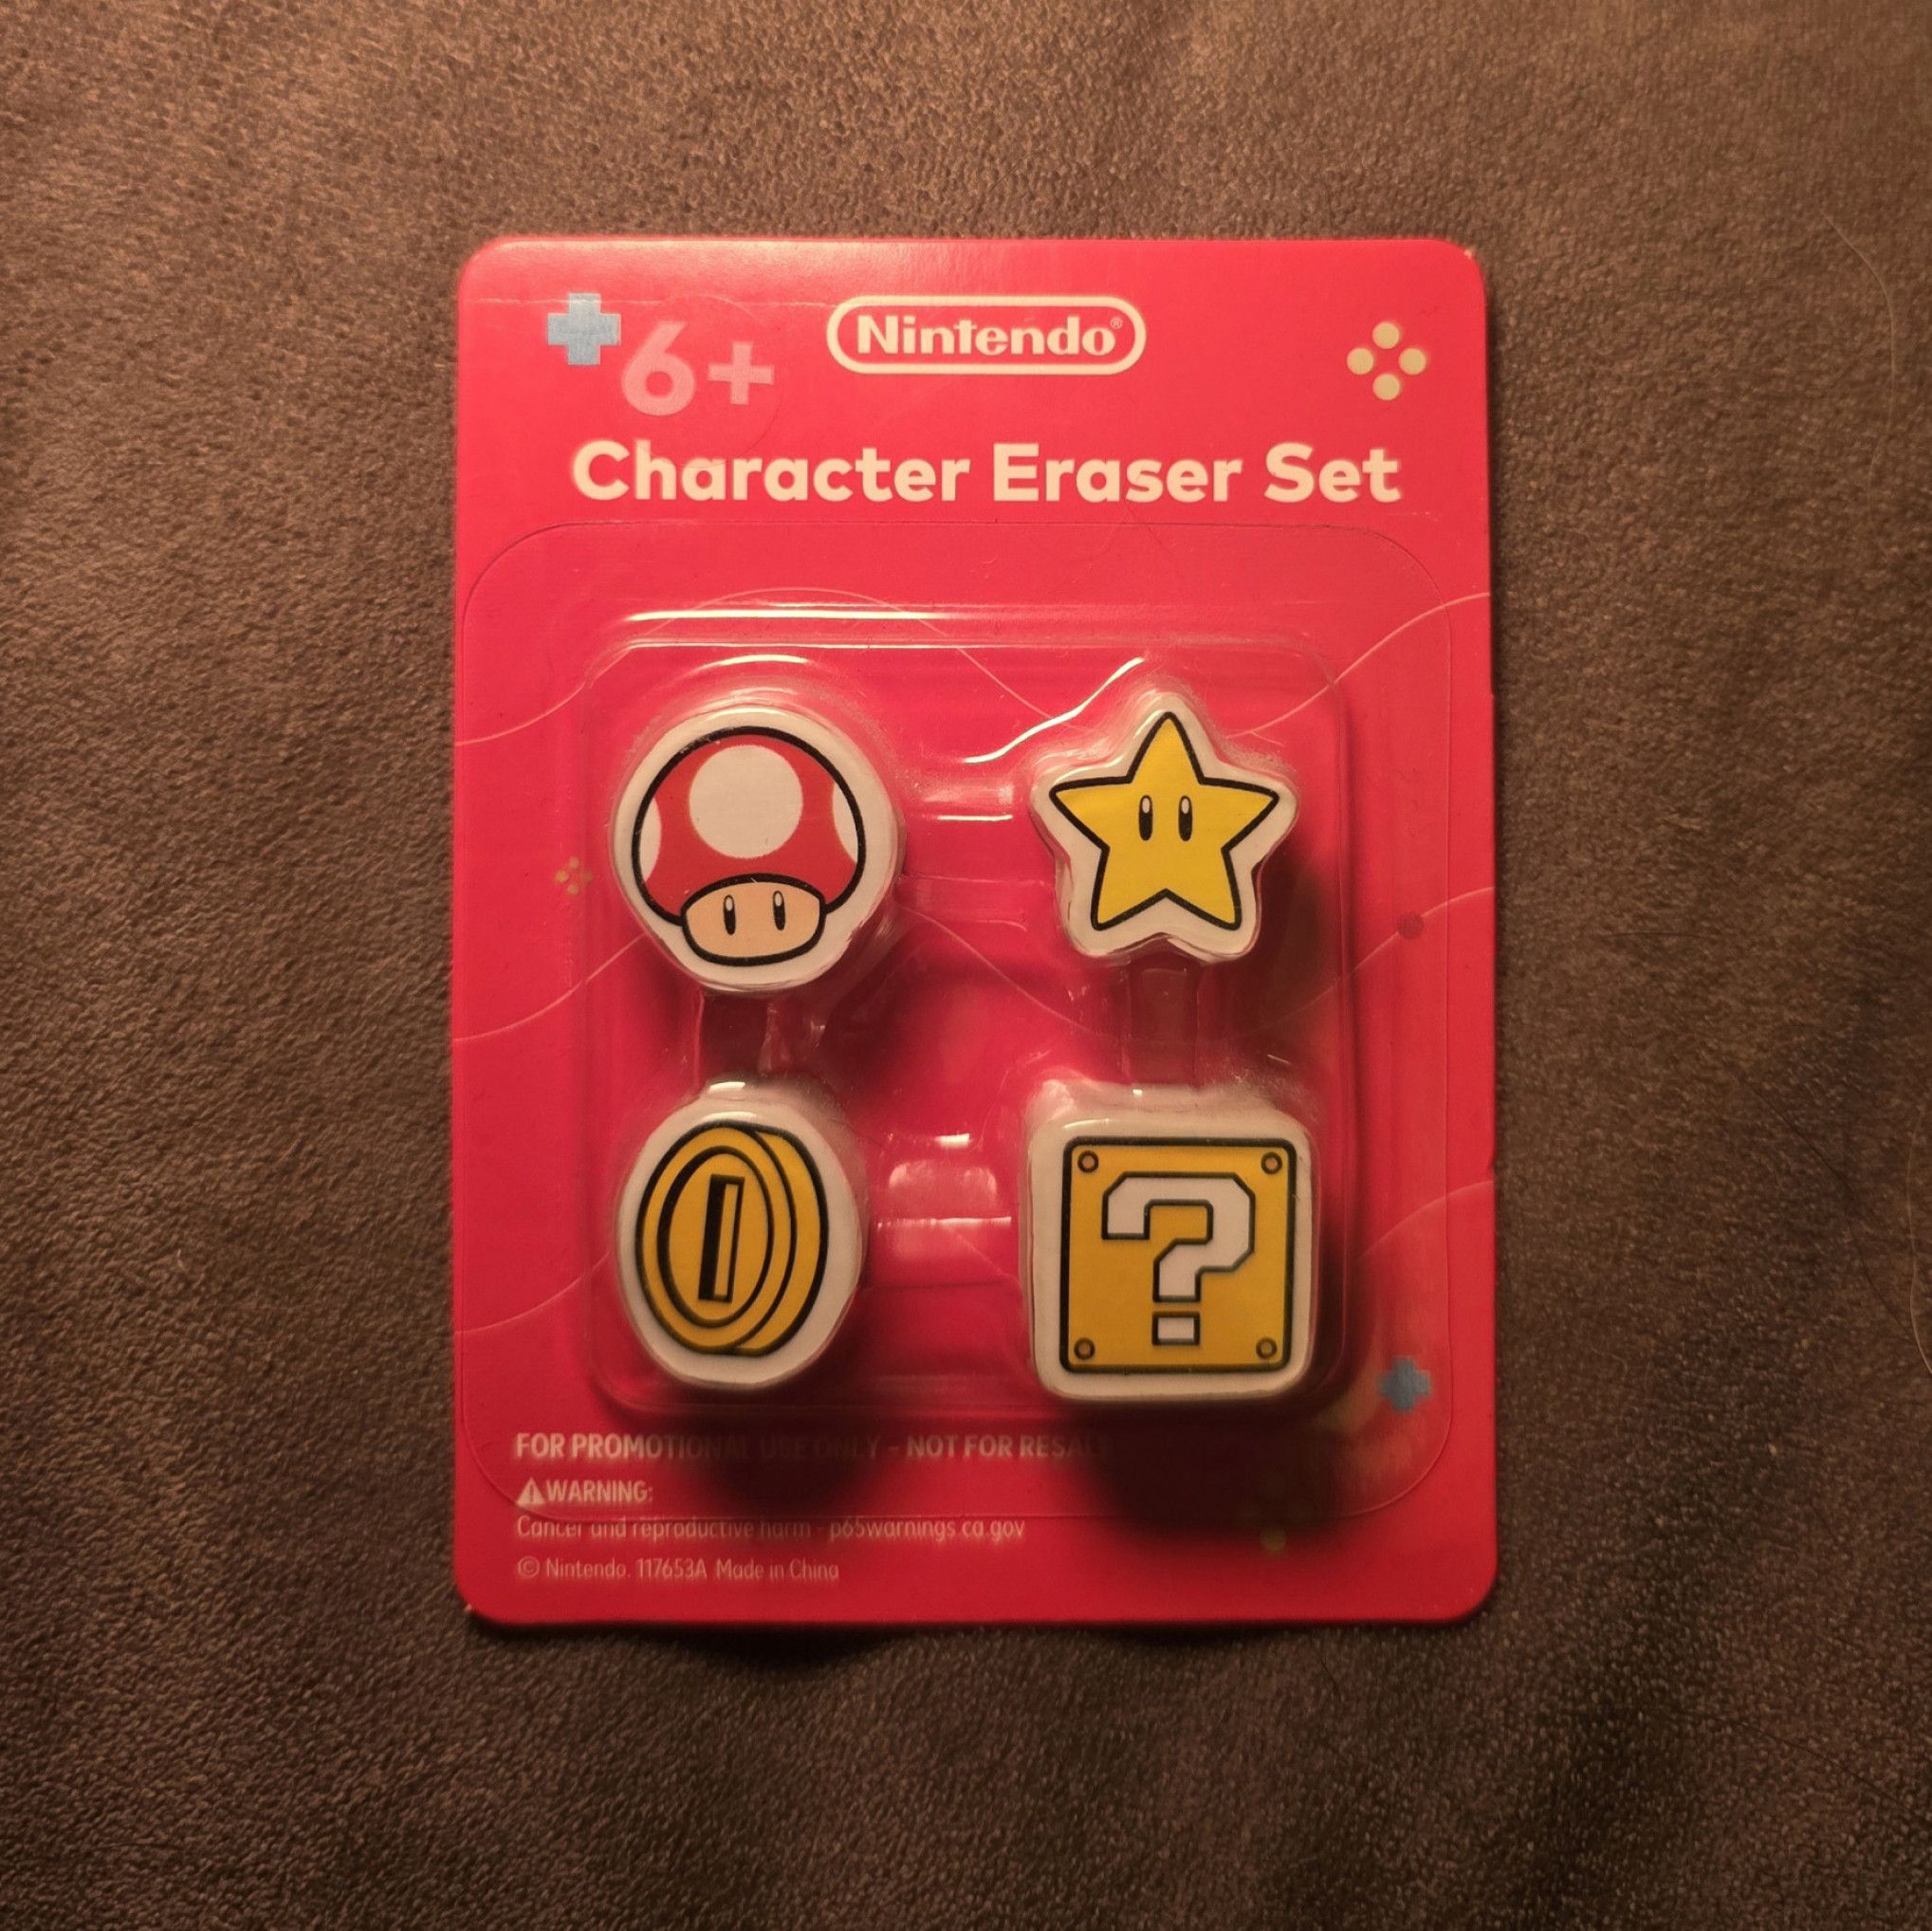 Nintendo®
6+
Character Eraser Set
?
FOR PROMOTIONAL USE ONLY - NOT FOR RESALE
⚠WARNING:
Cancer and reproductive harm - p65warnings.ca.gov
© Nintendo. 117653A Made in China